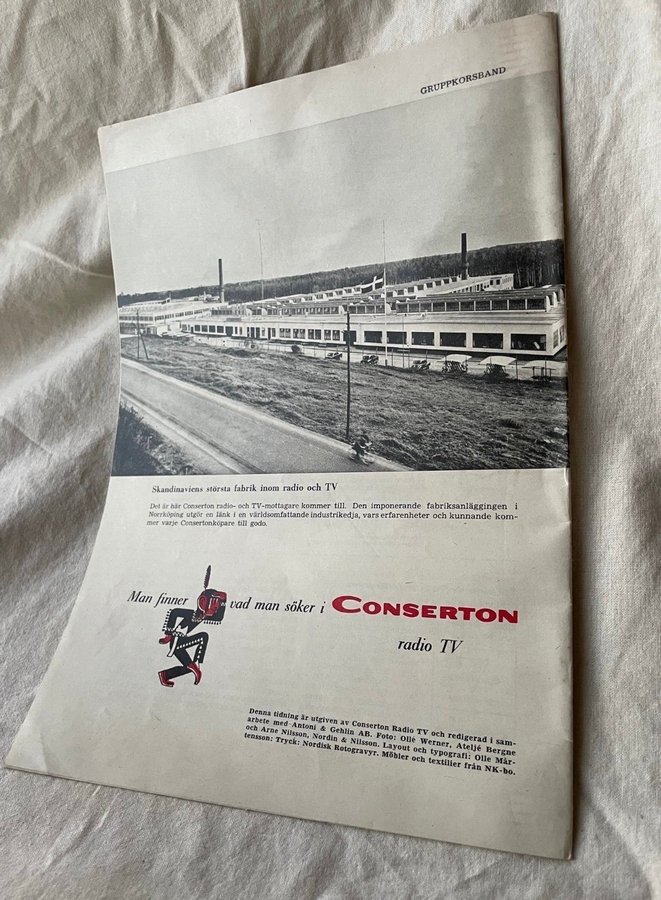 GRUPPKORSBAND
Skandinaviens största fabrik inom radio och TV
Det är här Conserton radio- och TV-mottagare kommer till. Den imponerande fabriksanläggingen i
Norrköping utgör en länk i en världsomfattande industrikedja, vars erfarenheter och kunnande kom-
mer varje Consertonköpare till godo.
Man finner vad man söker i CONSERTON
radio TV
Denna tidning är utgiven av Conserton Radio TV och redigerad i sam-
arbete med Antoni & Gehlin AB. Foto: Olle Werner, Ateljé Bergne
och Arne Nilsson, Nordin & Nilsson. Layout och typografi: Olle Mår-
tensson: Tryck: Nordisk Rotogravyr. Möbler och textilier från NK-bo.